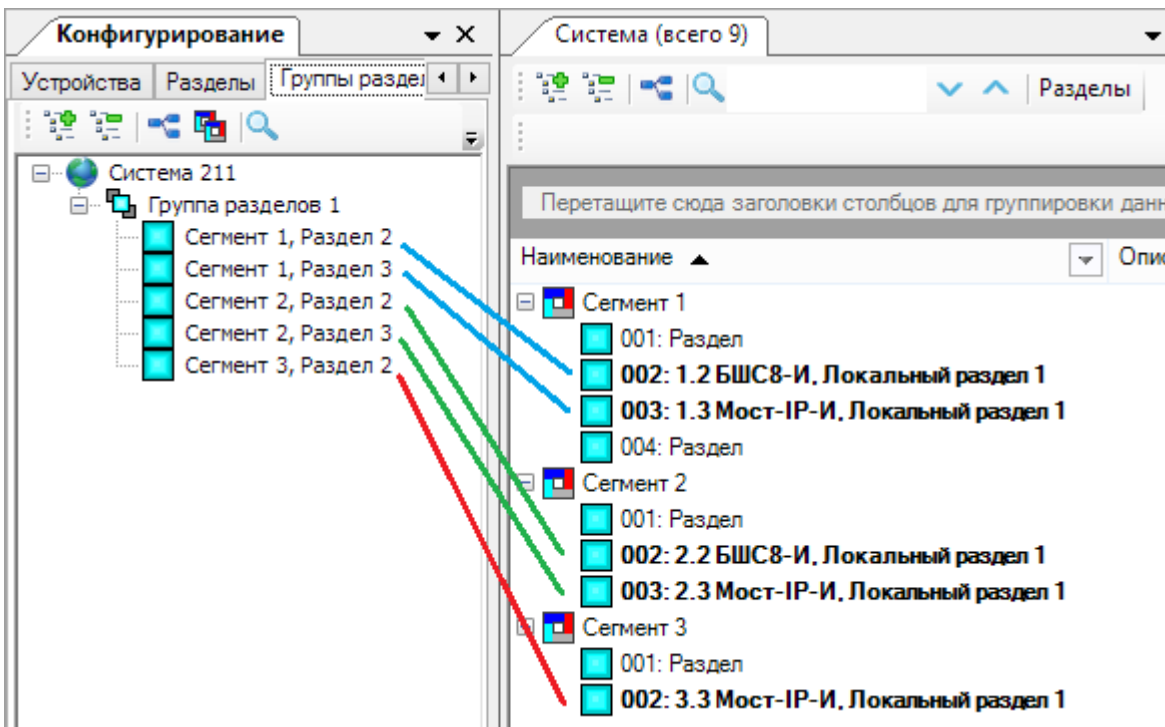 Конфигурирование
Устройства Разделы Группы раздел
Система 211
Группа разделов 1
Сегмент 1, Раздел 2
Сегмент 1, Раздел 3
Сегмент 2, Раздел 2
Сегмент 2, Раздел 3
Сегмент 3, Раздел 2
Система (всего 9)
Разделы
Перетащите сюда заголовки столбцов для группировки данн
Наименование Опис
Сегмент 1
001: Раздел
002: 1.2 БШС8-И, Локальный раздел 1
003: 1.3 Мост-IP-И, Локальный раздел 1
004: Раздел
Сегмент 2
001: Раздел
002: 2.2 БШС8-И, Локальный раздел 1
003: 2.3 Мост-IP-И, Локальный раздел 1
Сегмент 3
001: Раздел
002: 3.3 Мост-IP-И, Локальный раздел 1